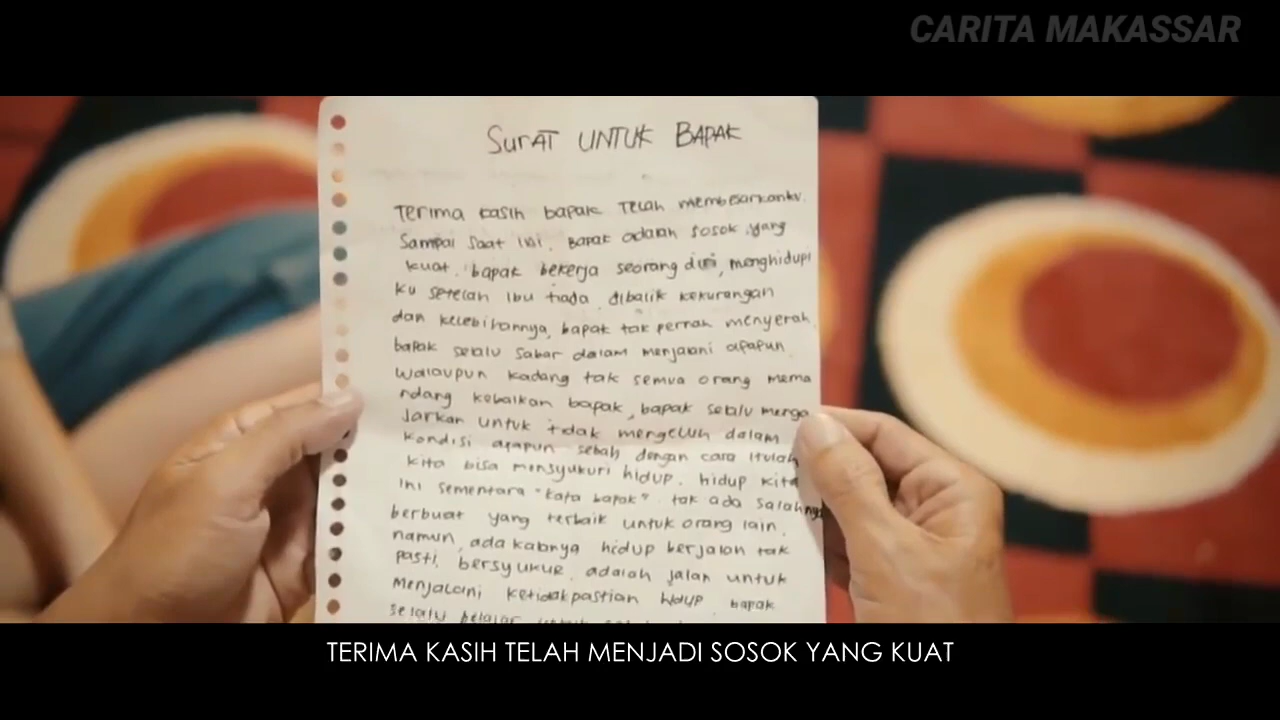 CARITA MAKASSAR
SURAT UNTUK BAPAK
Terima kasih bapak telah membesarkanku.
Sampai saat ini. Bapak adalah sosok yang
kuat. bapak bekerja seorang diri, menghidupi
ku setelah ibu tiada. dibalik kekurangan
dan kelebihannya, bapak tak pernah menyerah.
bapak selalu sabar dalam menjalani apapun.
Walaupun kadang tak semua orang mema
ndang kebaikan bapak, bapak selalu menga
jarkan untuk tidak mengeluh dalam
kondisi apapun sebab dengan cara itulah
kita bisa mensyukuri hidup. hidup kita
ini sementara "kata bapak". tak ada salahnya
berbuat yang terbaik untuk orang lain.
namun, ada kalanya hidup berjalan tak
pasti. bersyukur adalah jalan untuk
menjalani ketidakpastian hidup. bapak
selalu belajar untuk
TERIMA KASIH TELAH MENJADI SOSOK YANG KUAT